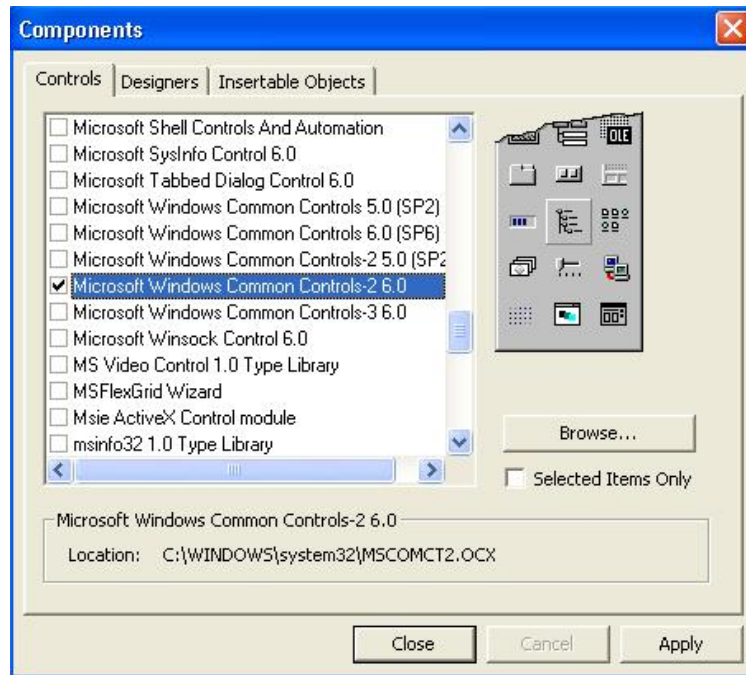 Components
Controls
Designers
Insertable Objects
Microsoft Shell Controls And Automation
Microsoft SysInfo Control 6.0
Microsoft Tabbed Dialog Control 6.0
Microsoft Windows Common Controls 5.0 (SP2)
Microsoft Windows Common Controls 6.0 (SP6)
Microsoft Windows Common Controls-2 5.0 (SP2
Microsoft Windows Common Controls-2 6.0
Microsoft Windows Common Controls-3 6.0
Microsoft Winsock Control 6.0
MS Video Control 1.0 Type Library
MSFlexGrid Wizard
Msie ActiveX Control module
msinfo32 1.0 Type Library
OLE
Browse...
Selected Items Only
Microsoft Windows Common Controls-2 6.0
Location: C:\WINDOWS\system32\MSCOMCT2.OCX
Close
Cancel
Apply